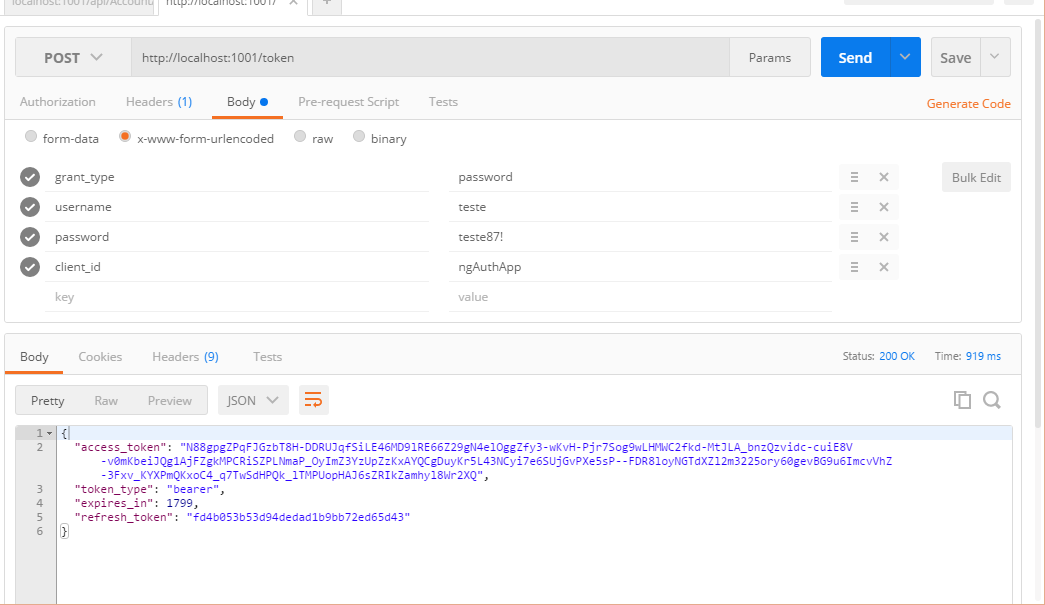 localhost:1001/api/Account http://localhost:1001/ × +
POST http://localhost:1001/token Params Send Save
Authorization Headers (1) Body Pre-request Script Tests Generate Code
form-data x-www-form-urlencoded raw binary
grant_type password Bulk Edit
username teste
password teste87!
client_id ngAuthApp
key value
Body Cookies Headers (9) Tests Status: 200 OK Time: 919 ms
Pretty Raw Preview JSON
1 {
2 "access_token": "N88gpgZPqFJGzbT8H-DDRUJqfSiLE46MD9lRE66Z29gN4elOggZfy3-wKvH-Pjr7Sog9wLHMWC2fkd-MtJLA_bnzQzvidc-cuiE8V
-v0mKbeiJQg1AjFZgkMPCRiSZPLNmaP_OyImZ3YzUpZzKxAYQCgDuyKr5L43NCyi7e6SUjGvPXe5sP--FDR8loyNGTdXZl2m3225ory60gevBG9u6ImcvVhZ
-3Fxv_KYXPmQKxoC4_q7TwSdHPQk_lTMPUopHAJ6sZRIkZamhyl8Wr2XQ",
3 "token_type": "bearer",
4 "expires_in": 1799,
5 "refresh_token": "fd4b053b53d94dedad1b9bb72ed65d43"
6 }